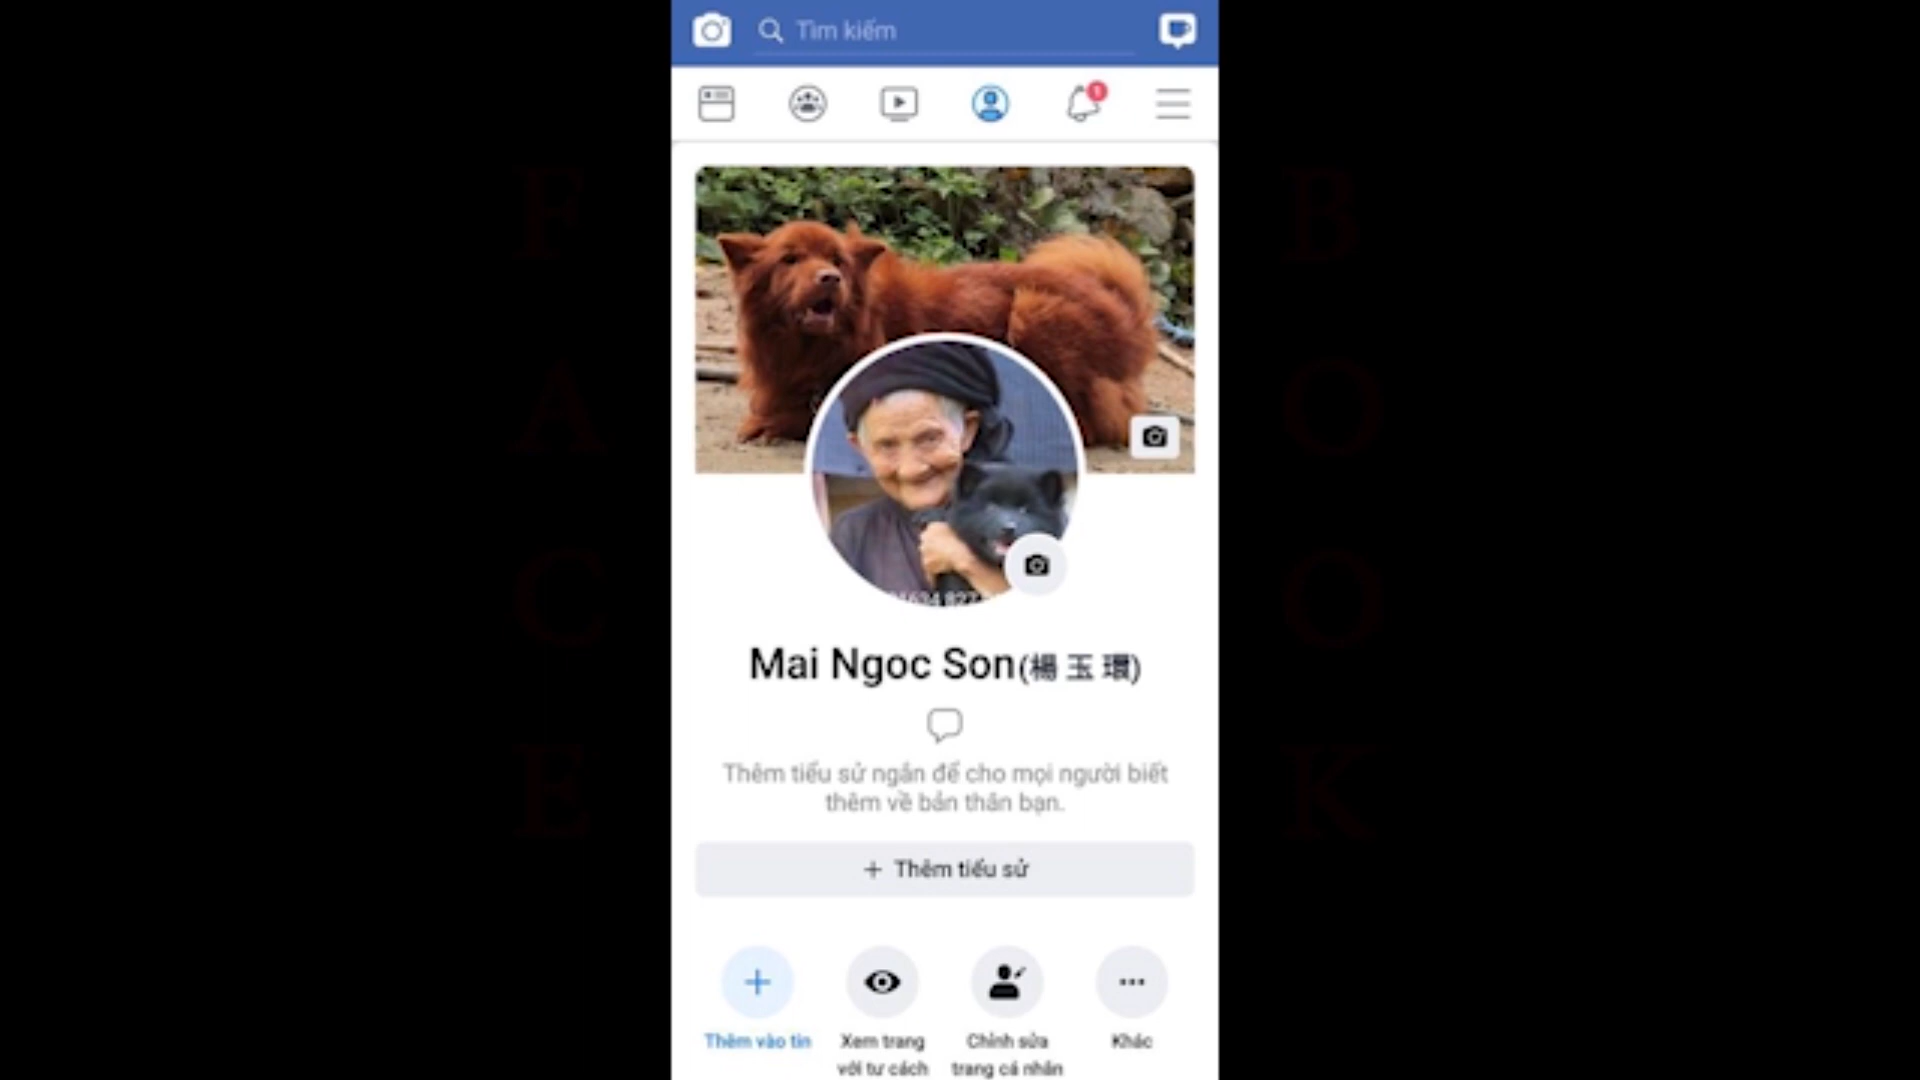 Tìm kiếm
1
F
A
C
E
B
O
O
K
Mai Ngoc Son(楊 玉 環)
Thêm tiểu sử ngắn để cho mọi người biết
thêm về bản thân bạn.
+ Thêm tiểu sử
Thêm vào tin
Xem trang
với tư cách
Chỉnh sửa
trang cá nhân
Khác